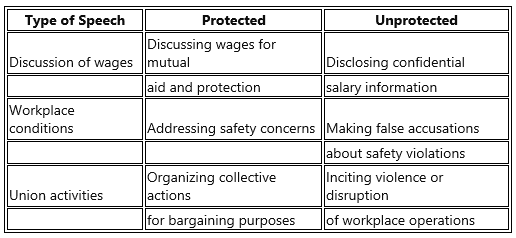 Type of Speech Protected Unprotected
Discussion of wages Discussing wages for mutual Disclosing confidential
aid and protection salary information
Workplace conditions Addressing safety concerns Making false accusations
about safety violations
Union activities Organizing collective actions Inciting violence or disruption
for bargaining purposes of workplace operations